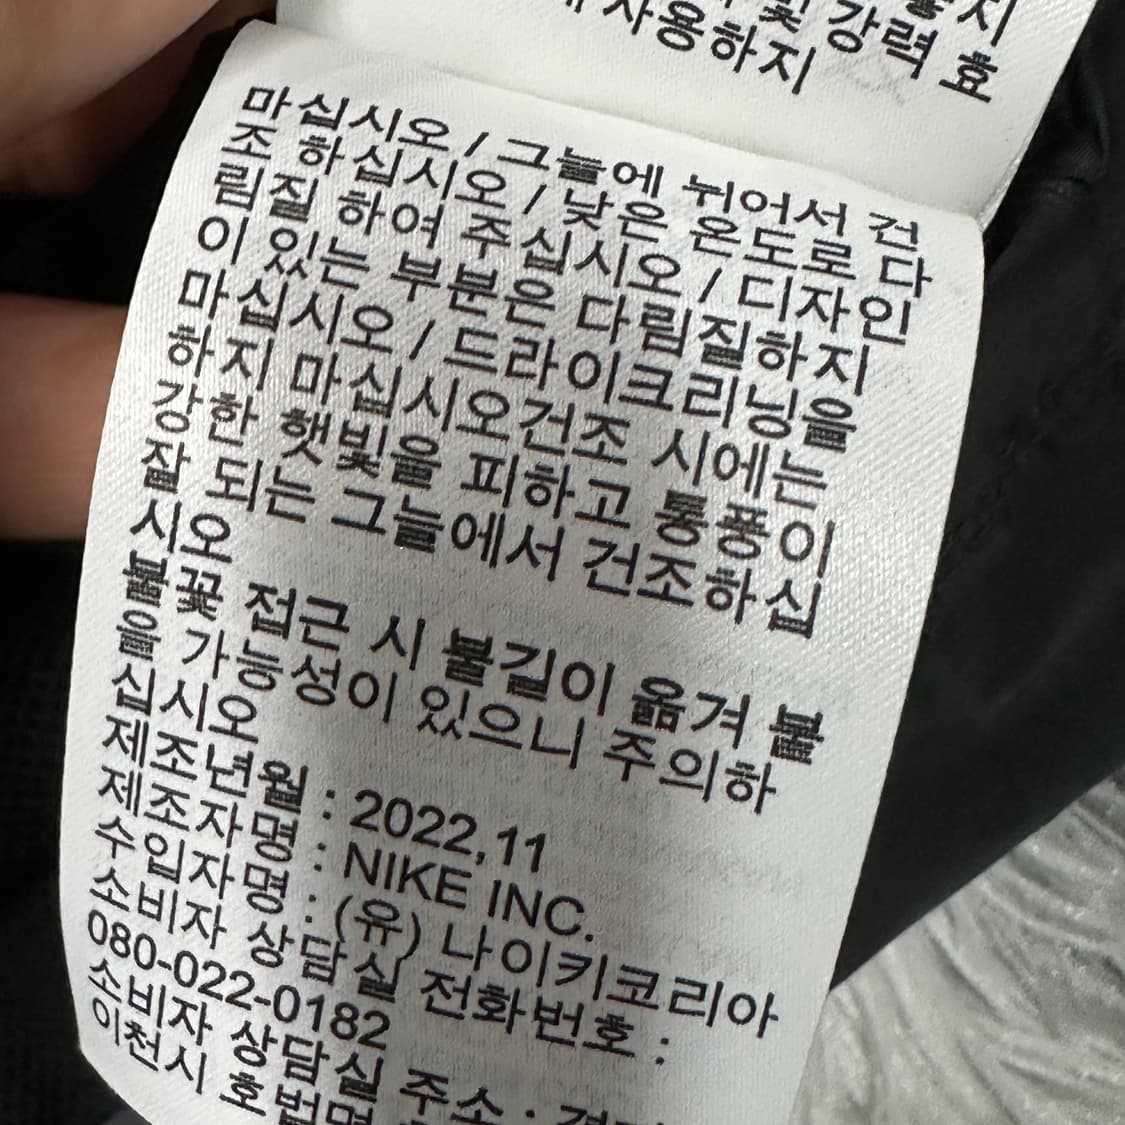 지
및 강력 효
사용하지
마십시오 / 그늘에 뉘어서 건
조 하십시오 / 낮은 온도로 다
림질 하여 주십시오 / 디자인
이 있는 부분은 다림질하지
마십시오 / 드라이크리닝을
하지 마십시오건조 시에는
강한 햇빛을 피하고 통풍이
잘 되는 그늘에서 건조하십
시오
불꽃 접근 시 불길이 옮겨 붙
을 가능성이 있으니 주의하
십시오
제조년월 : 2022,11
제조자명 : NIKE INC.
수입자명 : (유) 나이키코리아
소비자 상담실 전화번호 :
080-022-0182
소비자 상담실 주소 :
이천시 호법면